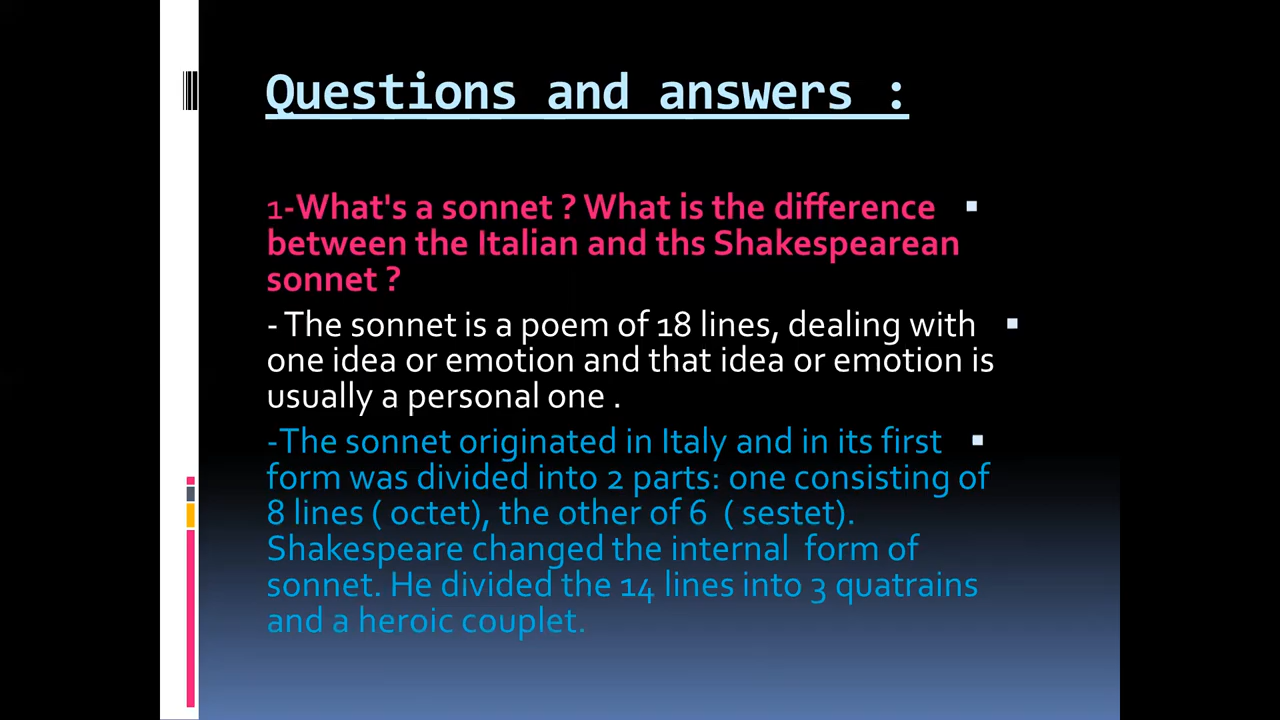 Questions and answers :
1-What's a sonnet ? What is the difference
between the Italian and ths Shakespearean
sonnet ?
- The sonnet is a poem of 18 lines, dealing with
one idea or emotion and that idea or emotion is
usually a personal one .
-The sonnet originated in Italy and in its first
form was divided into 2 parts: one consisting of
8 lines ( octet), the other of 6 ( sestet).
Shakespeare changed the internal form of
sonnet. He divided the 14 lines into 3 quatrains
and a heroic couplet.